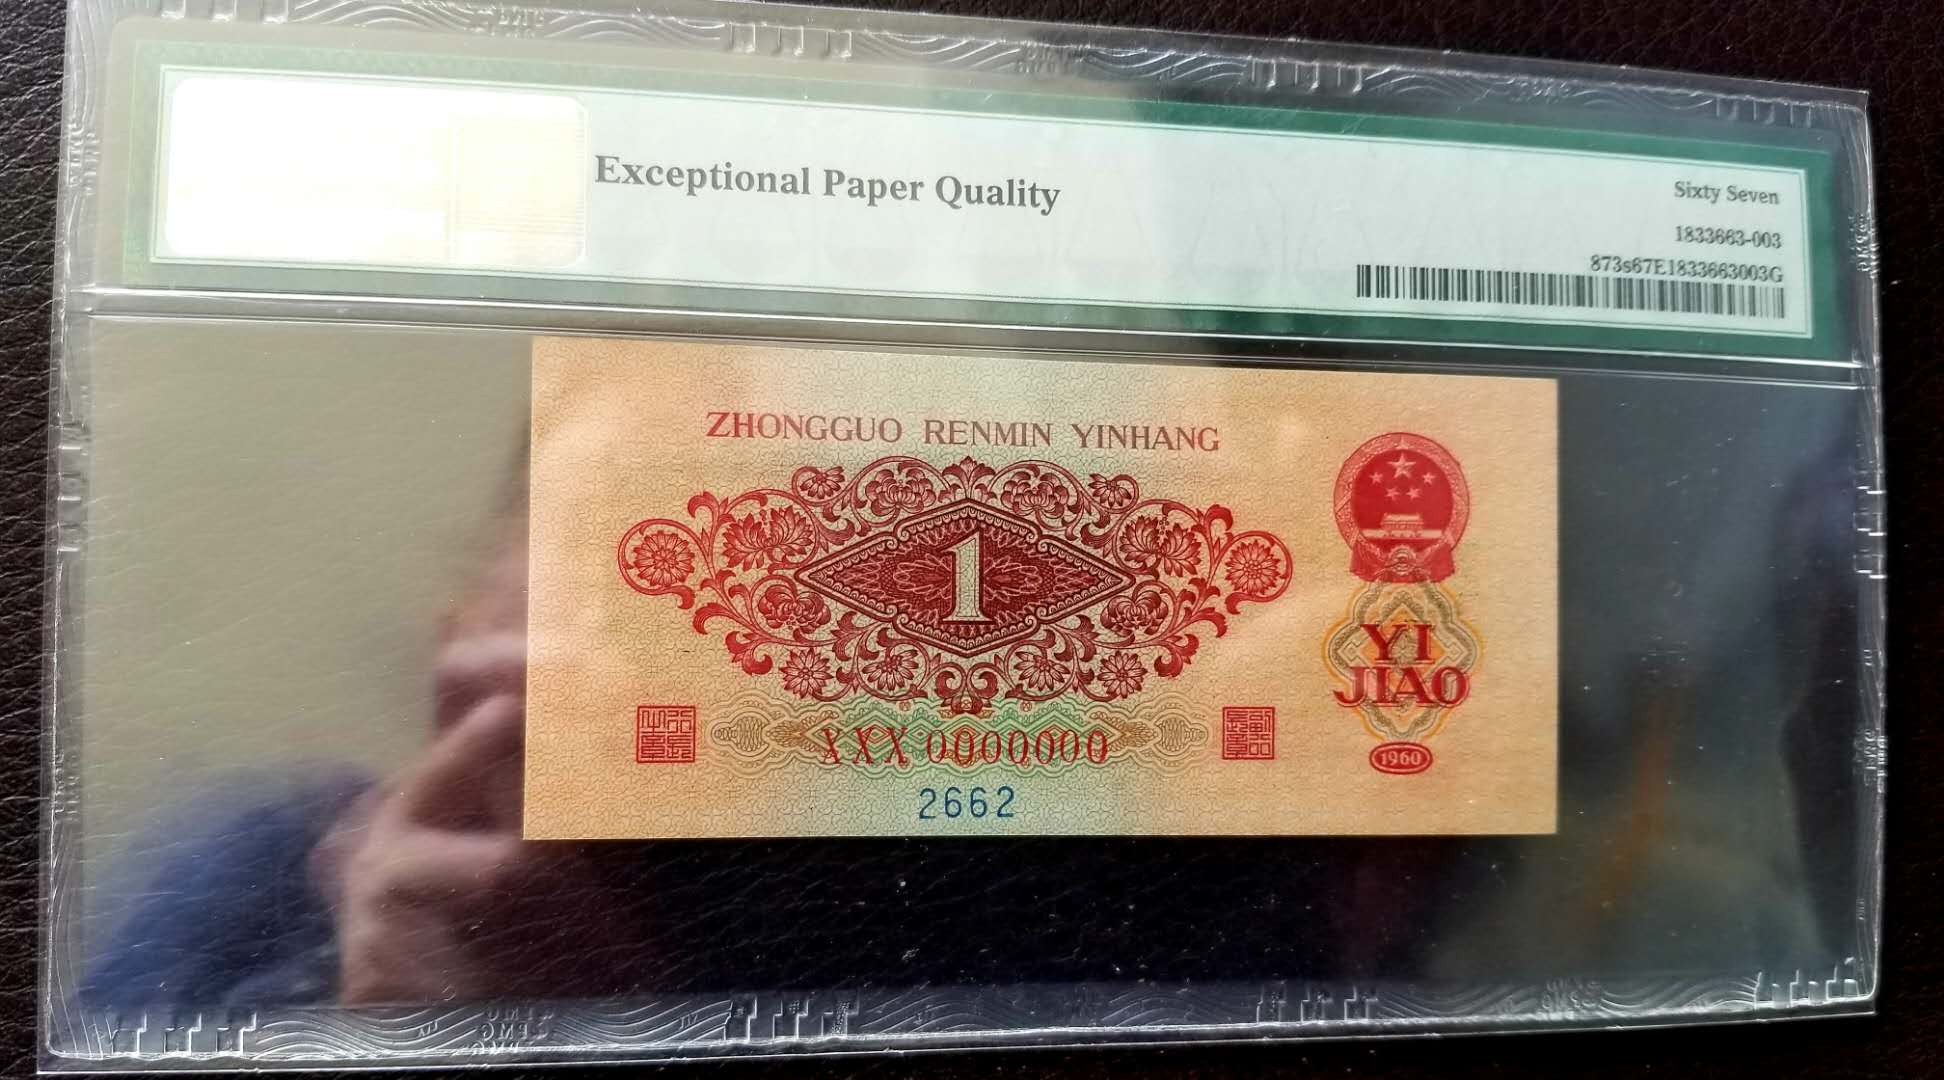 Exceptional Paper Quality
Sixty Seven
1833663-003
873s67E1833663003G
ZHONGGUO RENMIN YINHANG
1
YI
JIAO
XXX 0000000
1960
2662